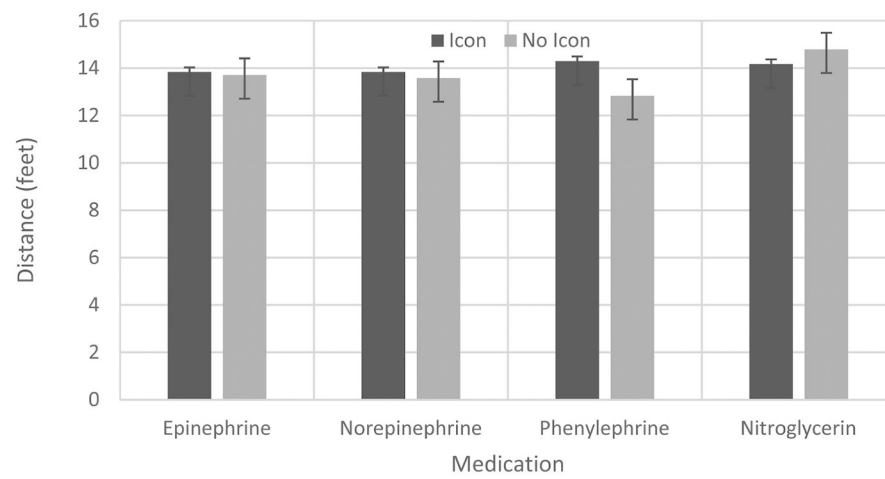 16
Icon No Icon
14
12
10
8
6
4
2
0
Distance (feet)
Epinephrine Norepinephrine Phenylephrine Nitroglycerin
Medication